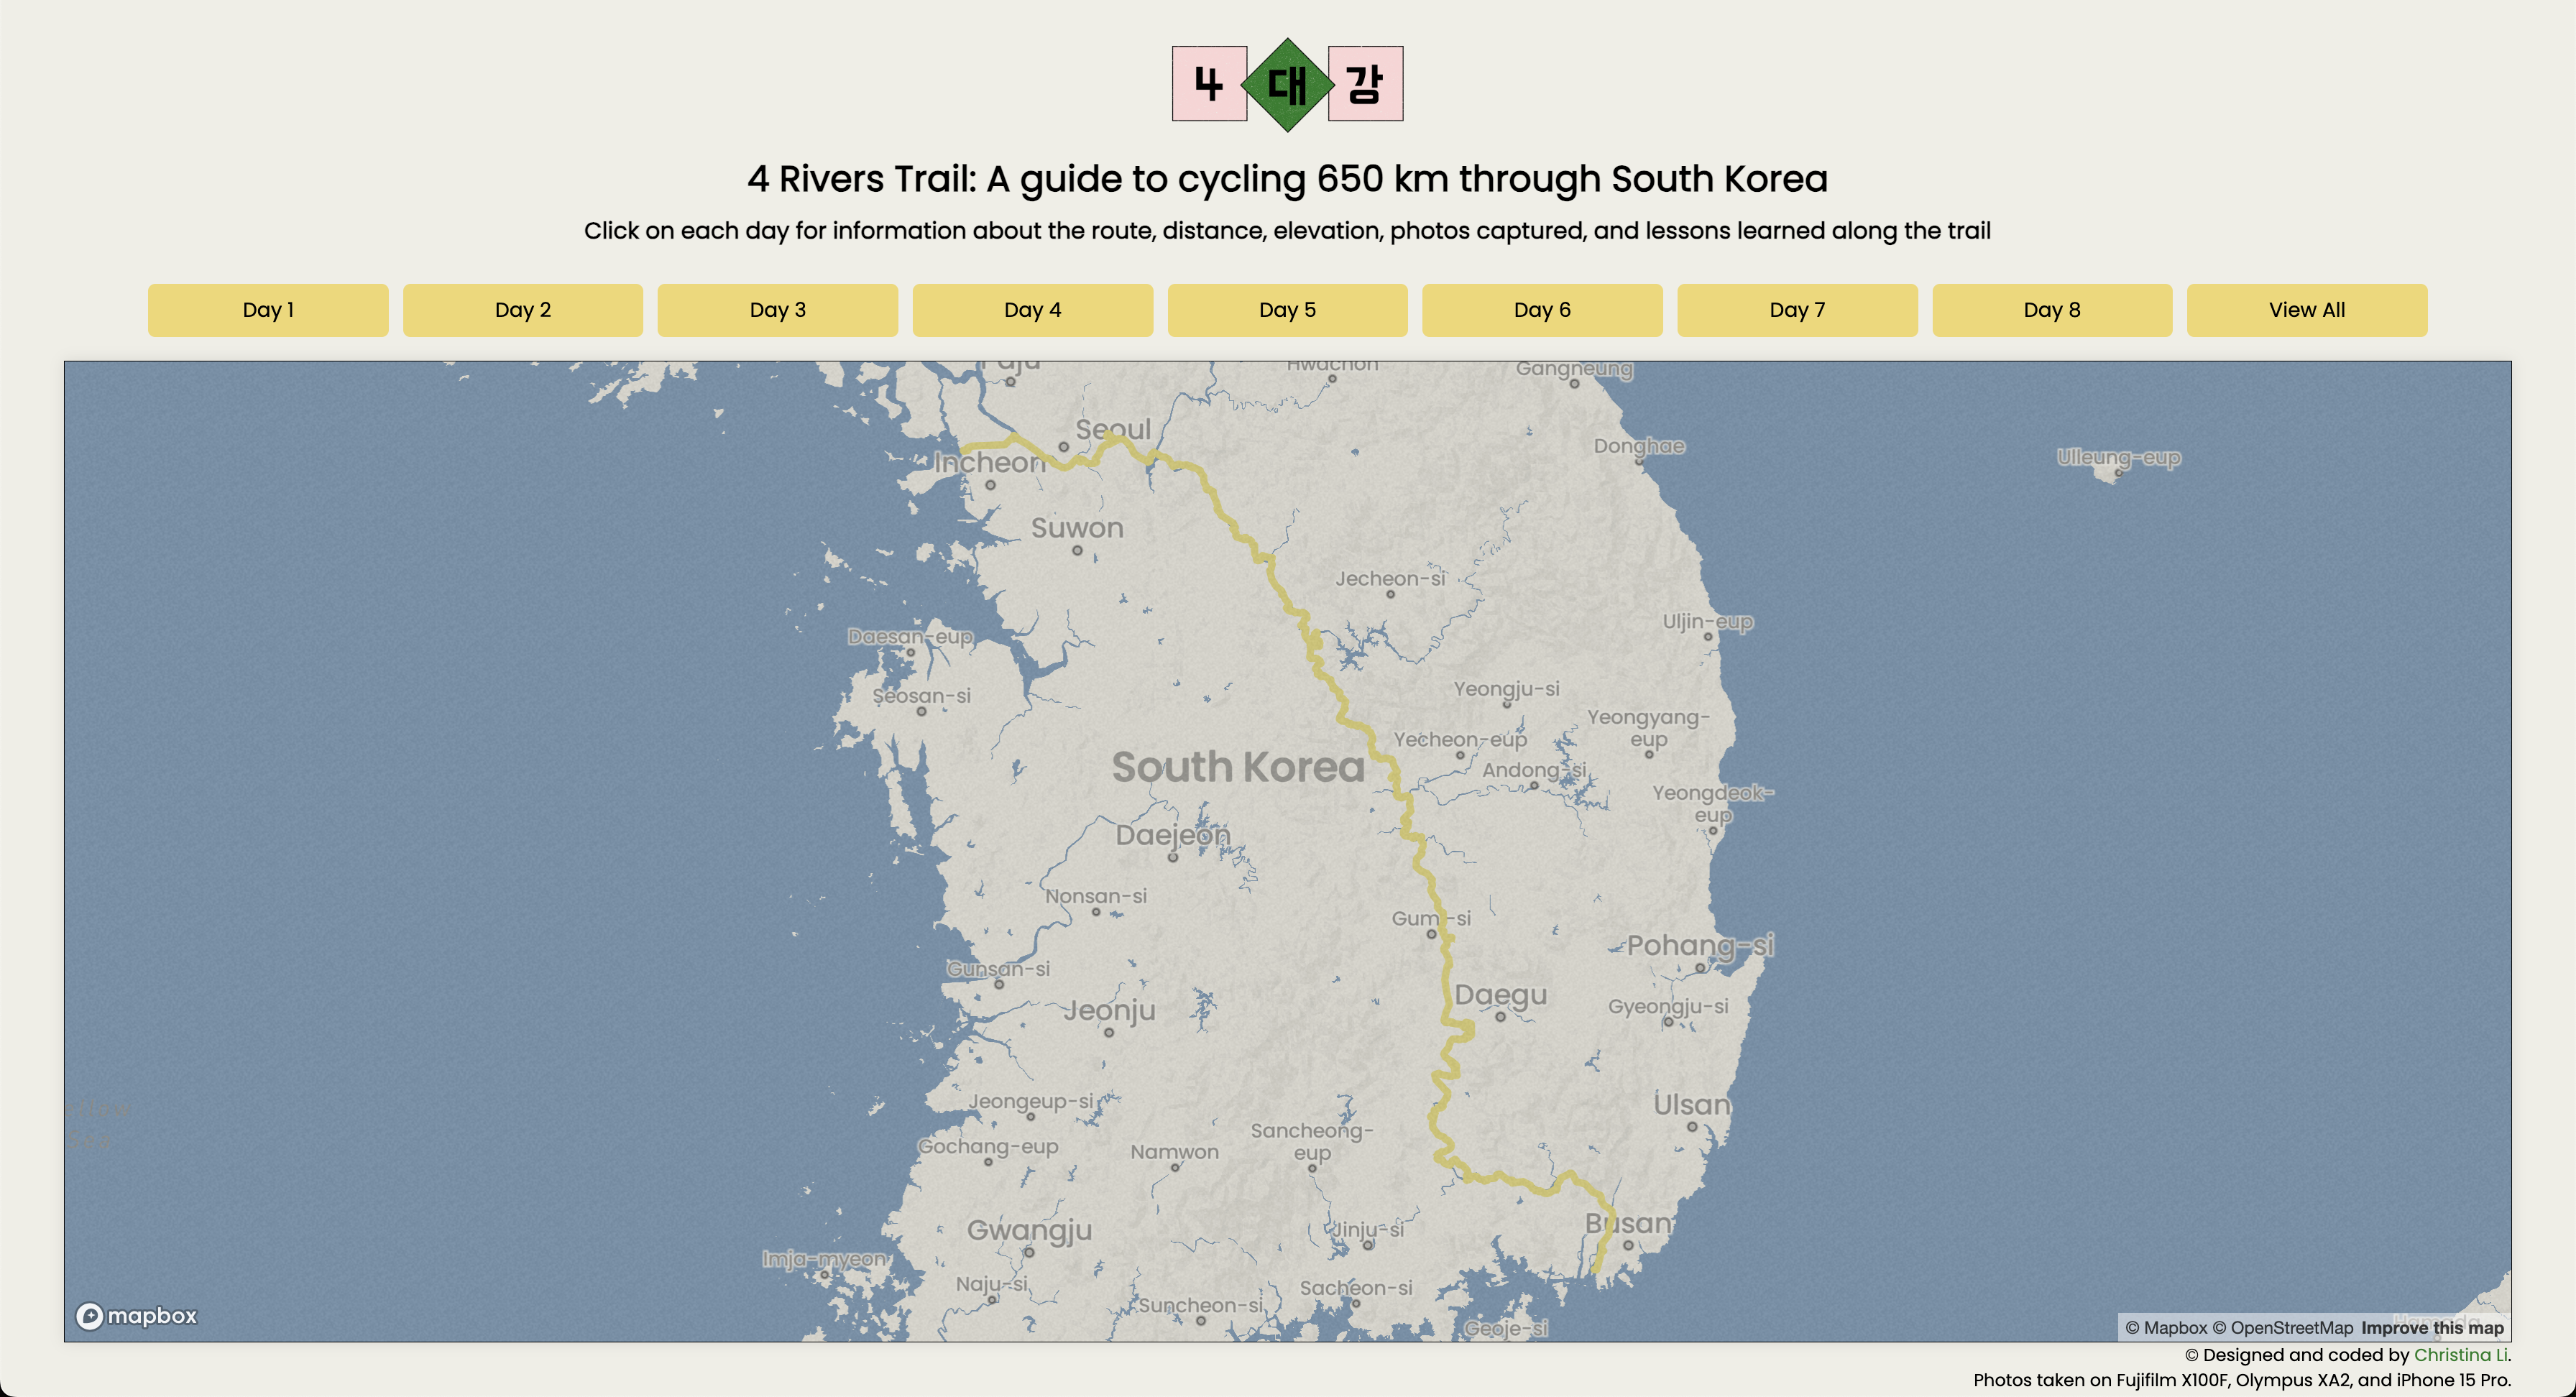 4 대 강
4 Rivers Trail: A guide to cycling 650 km through South Korea
Click on each day for information about the route, distance, elevation, photos captured, and lessons learned along the trail
Day 1
Day 2
Day 3
Day 4
Day 5
Day 6
Day 7
Day 8
View All
Paju
Hwachon
Gangneung
Seoul
Donghae
Incheon
Ulleung-eup
Suwon
Jecheon-si
Uljin-eup
Daesan-eup
Seosan-si
Yeongju-si
Yeongyang-
eup
Yecheon-eup
South Korea
Andong-si
Yeongdeok-
eup
Daejeon
Nonsan-si
Gumi-si
Pohang-si
Gunsan-si
Daegu
Jeonju
Gyeongju-si
Jeongeup-si
Ulsan
Sancheong-
eup
Gochang-eup
Namwon
Busan
Gwangju
Jinju-si
Imja-myeon
Naju-si
Sacheon-si
Suncheon-si
Geoje-si
mapbox
© Mapbox © OpenStreetMap Improve this map
© Designed and coded by Christina Li.
Photos taken on Fujifilm X100F, Olympus XA2, and iPhone 15 Pro.